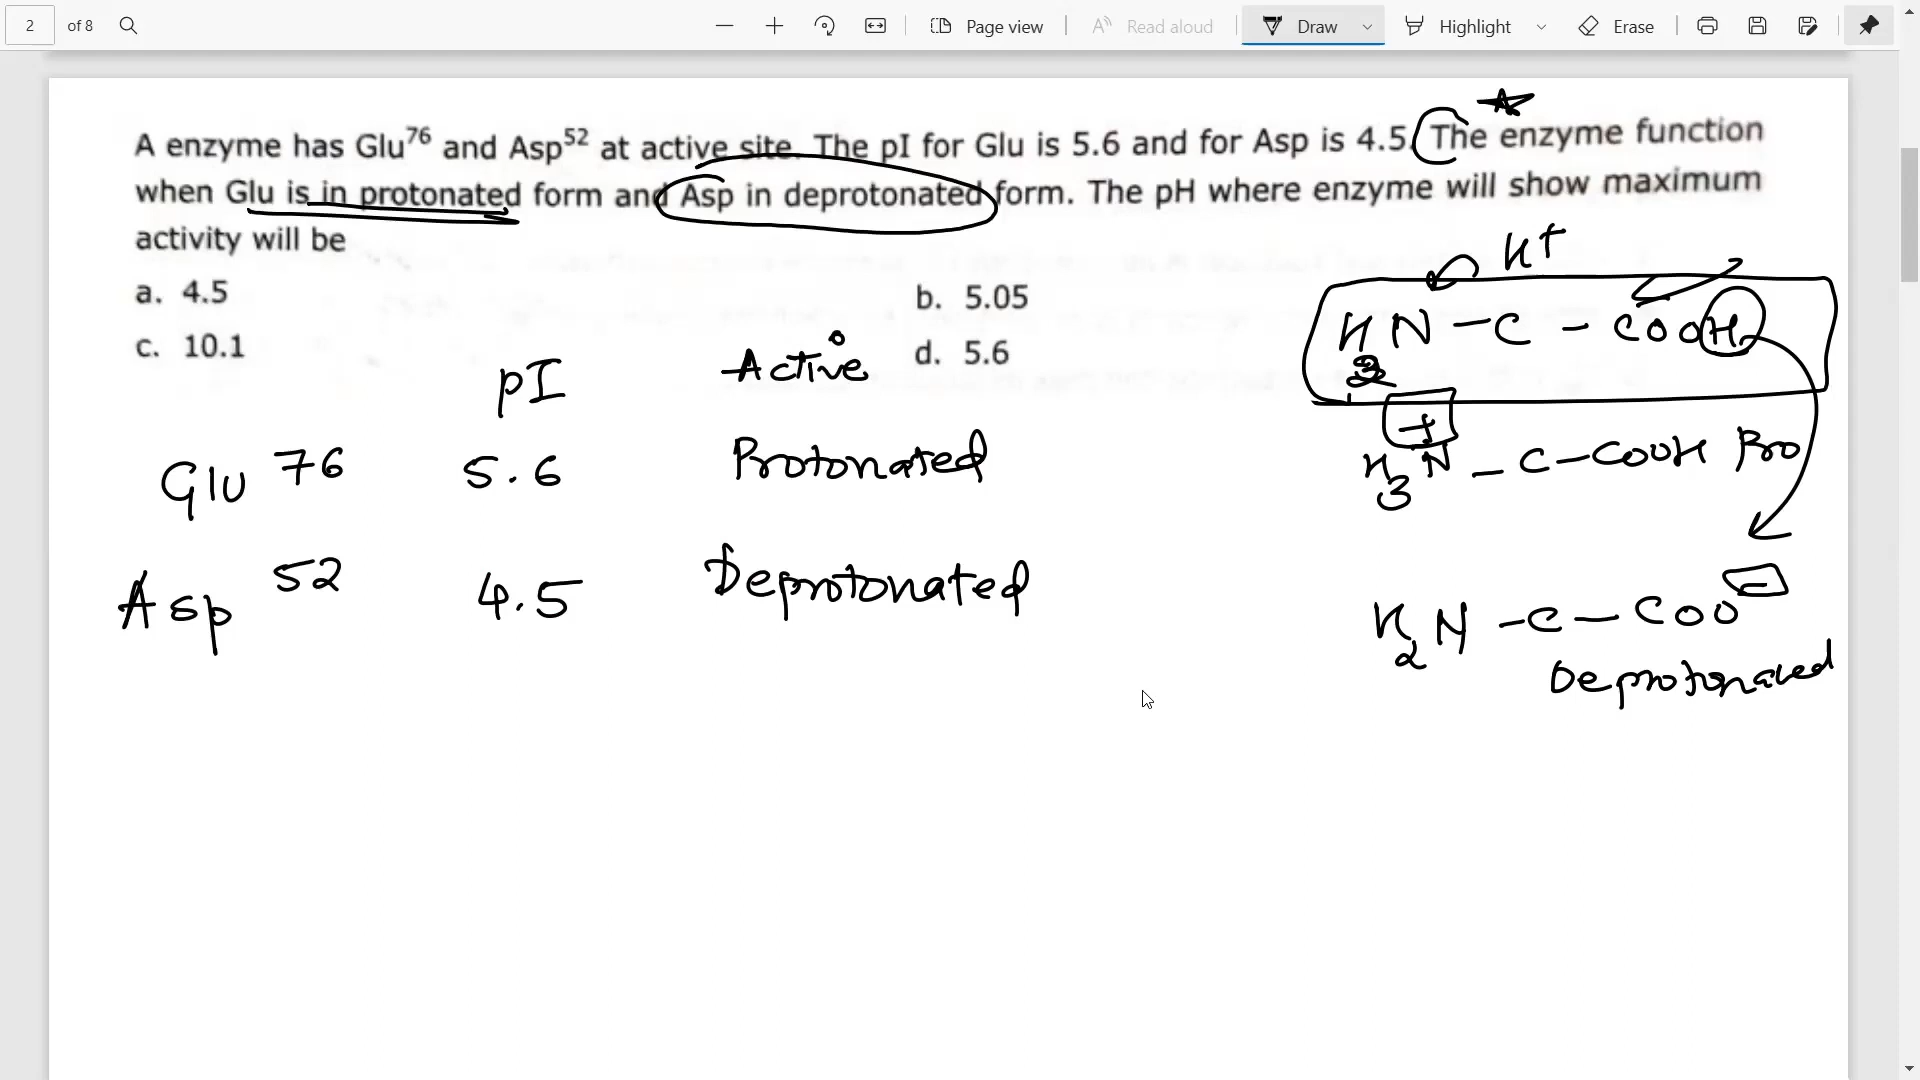 2 of 8 Page view Read aloud Draw Highlight Erase
A enzyme has Glu76 and Asp52 at active site. The pI for Glu is 5.6 and for Asp is 4.5. The enzyme function
when Glu is in protonated form and Asp in deprotonated form. The pH where enzyme will show maximum
activity will be
a. 4.5
b. 5.05
c. 10.1
d. 5.6
H+
H2N - C - COOH
pI Active
Glu 76 5.6 Protonated
Asp 52 4.5 Deprotonated
+
H3N - C - COOH Pro
H2N - C - COO-
Deprotonated